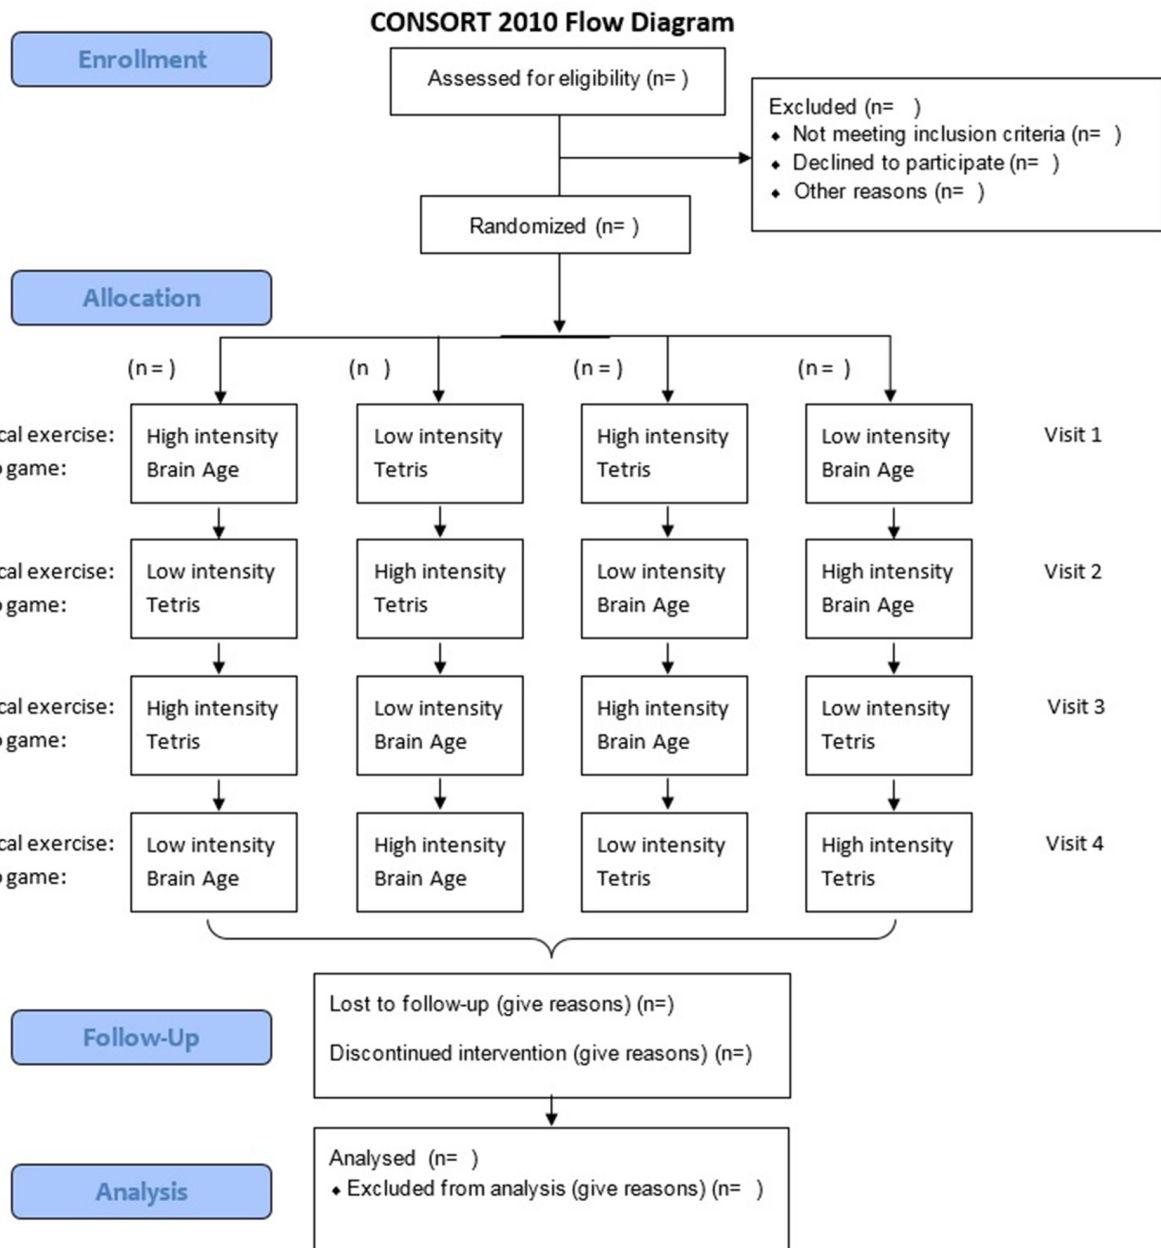 CONSORT 2010 Flow Diagram
Enrollment
Assessed for eligibility (n= )
Excluded (n=   )
⬥ Not meeting inclusion criteria (n=   )
⬥ Declined to participate (n=   )
⬥ Other reasons (n=   )
Randomized (n= )
Allocation
(n = ) (n   ) (n = ) (n =  )
cal exercise: High intensity Low intensity High intensity Low intensity Visit 1
game: Brain Age Tetris Tetris Brain Age
cal exercise: Low intensity High intensity Low intensity High intensity Visit 2
game: Tetris Tetris Brain Age Brain Age
cal exercise: High intensity Low intensity High intensity Low intensity Visit 3
game: Tetris Brain Age Brain Age Tetris
cal exercise: Low intensity High intensity Low intensity High intensity Visit 4
game: Brain Age Brain Age Tetris Tetris
Follow-Up
Lost to follow-up (give reasons) (n=)
Discontinued intervention (give reasons) (n=)
Analysis
Analysed  (n=   )
⬥ Excluded from analysis (give reasons) (n=   )